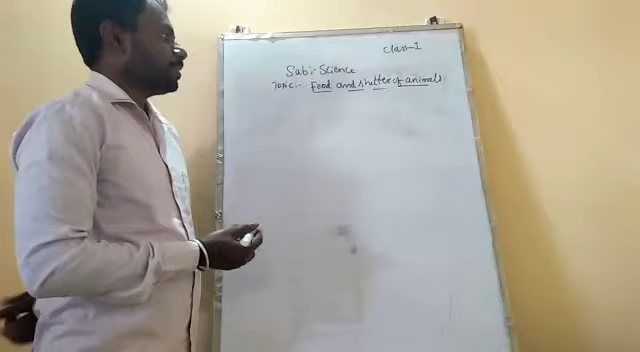 Class-1
Sub:- Science
Topic:- Food and shelter of animals